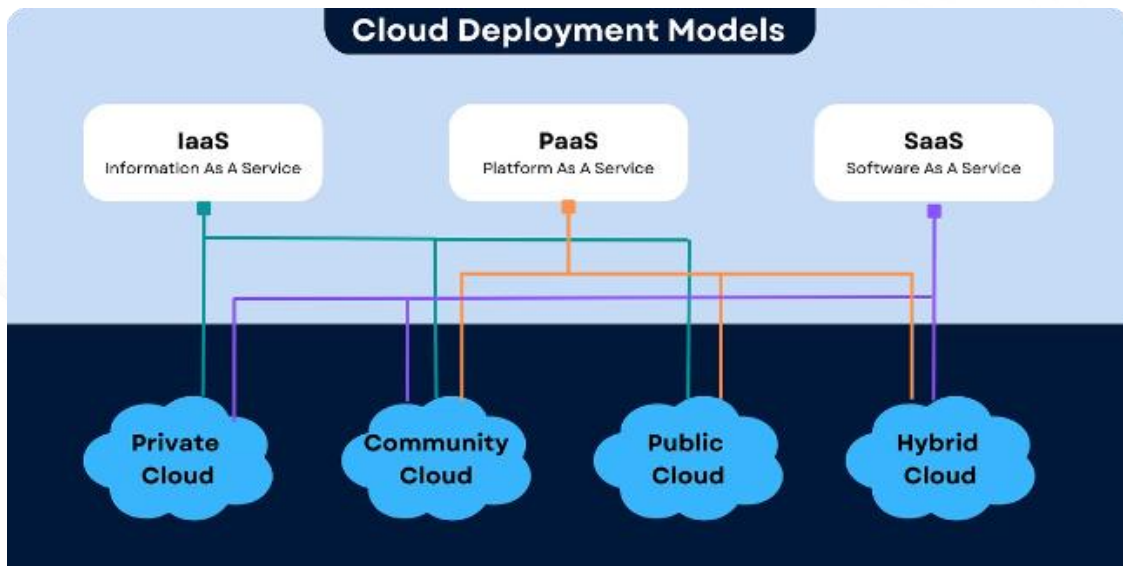 Cloud Deployment Models
IaaS
Information As A Service
PaaS
Platform As A Service
SaaS
Software As A Service
Private
Cloud
Community
Cloud
Public
Cloud
Hybrid
Cloud